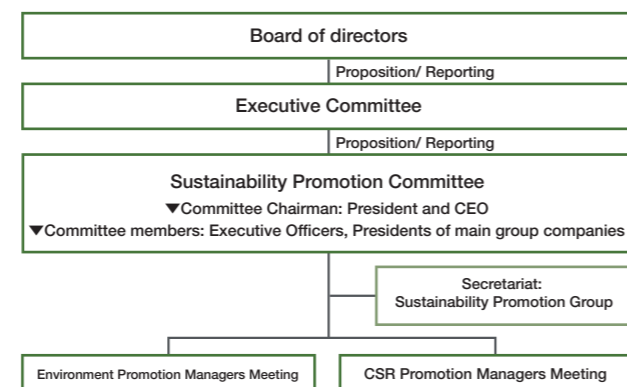 Board of directors
Proposition/ Reporting
Executive Committee
Proposition/ Reporting
Sustainability Promotion Committee
▼Committee Chairman: President and CEO
▼Committee members: Executive Officers, Presidents of main group companies
Secretariat:
Sustainability Promotion Group
Environment Promotion Managers Meeting
CSR Promotion Managers Meeting